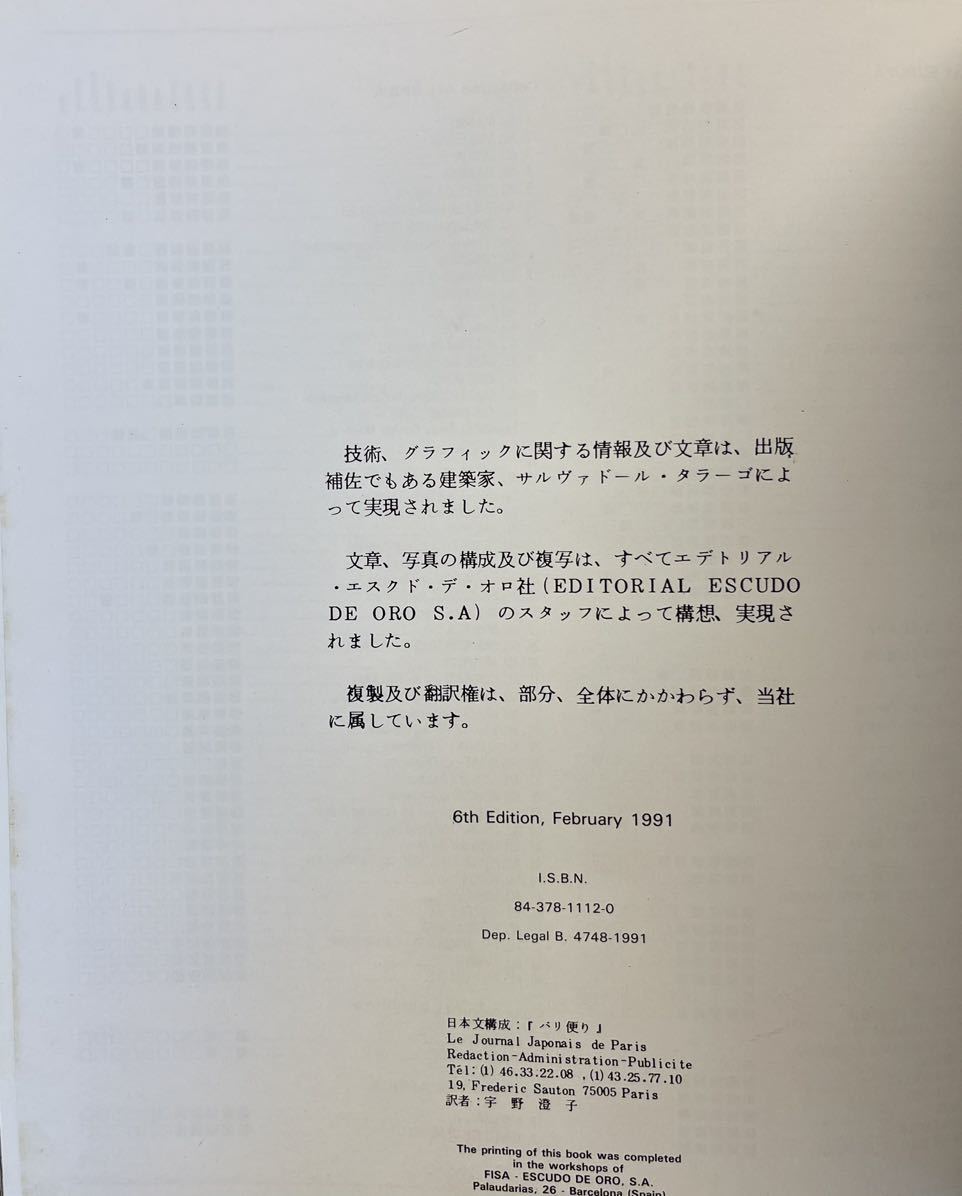 技術、グラフィックに関する情報及び文章は、出版
補佐でもある建築家、サルヴァドール・タラーゴによ
って実現されました。
文章、写真の構成及び複写は、すべてエデトリアル
・エスクド・デ・オロ社(EDITORIAL ESCUDO
DE ORO S.A) のスタッフによって構想、実現さ
れました。
複製及び翻訳権は、部分、全体にかかわらず、当社
に属しています。
6th Edition, February 1991
I.S.B.N.
84-378-1112-0
Dep. Legal B. 4748-1991
日本文構成:『パリ便り』
Le Journal Japonais de Paris
Redaction-Administration-Publicite
Tél:(1) 46.33.22.08 ,(1) 43.25.77.10
19, Frederic Sauton 75005 Paris
訳者:宇 野 澄 子
The printing of this book was completed
in the workshops of
FISA - ESCUDO DE ORO, S.A.
Palaudarias, 26 - Barcelona (Spain)